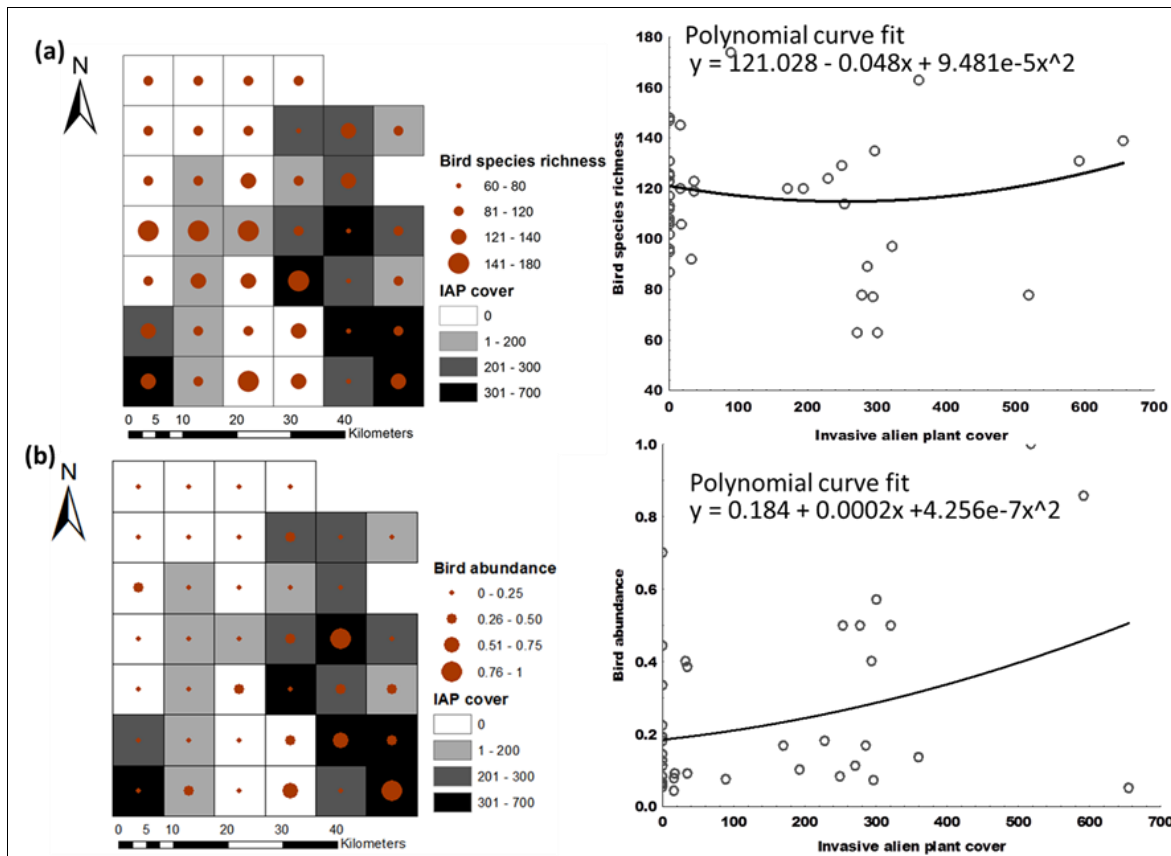 (a)
N
Bird species richness
60 - 80
81 - 120
121 - 140
141 - 180
IAP cover
0
1 - 200
201 - 300
301 - 700
0 5 10 20 30 40
Kilometers
Polynomial curve fit
y = 121.028 - 0.048x + 9.481e-5x^2
Bird species richness
180
160
140
120
100
80
60
40
0 100 200 300 400 500 600 700
Invasive alien plant cover
(b)
N
Bird abundance
0 - 0.25
0.26 - 0.50
0.51 - 0.75
0.76 - 1
IAP cover
0
1 - 200
201 - 300
301 - 700
0 5 10 20 30 40
Kilometers
Polynomial curve fit
y = 0.184 + 0.0002x +4.256e-7x^2
Bird abundance
1.0
0.8
0.6
0.4
0.2
0.0
0 100 200 300 400 500 600 700
Invasive alien plant cover